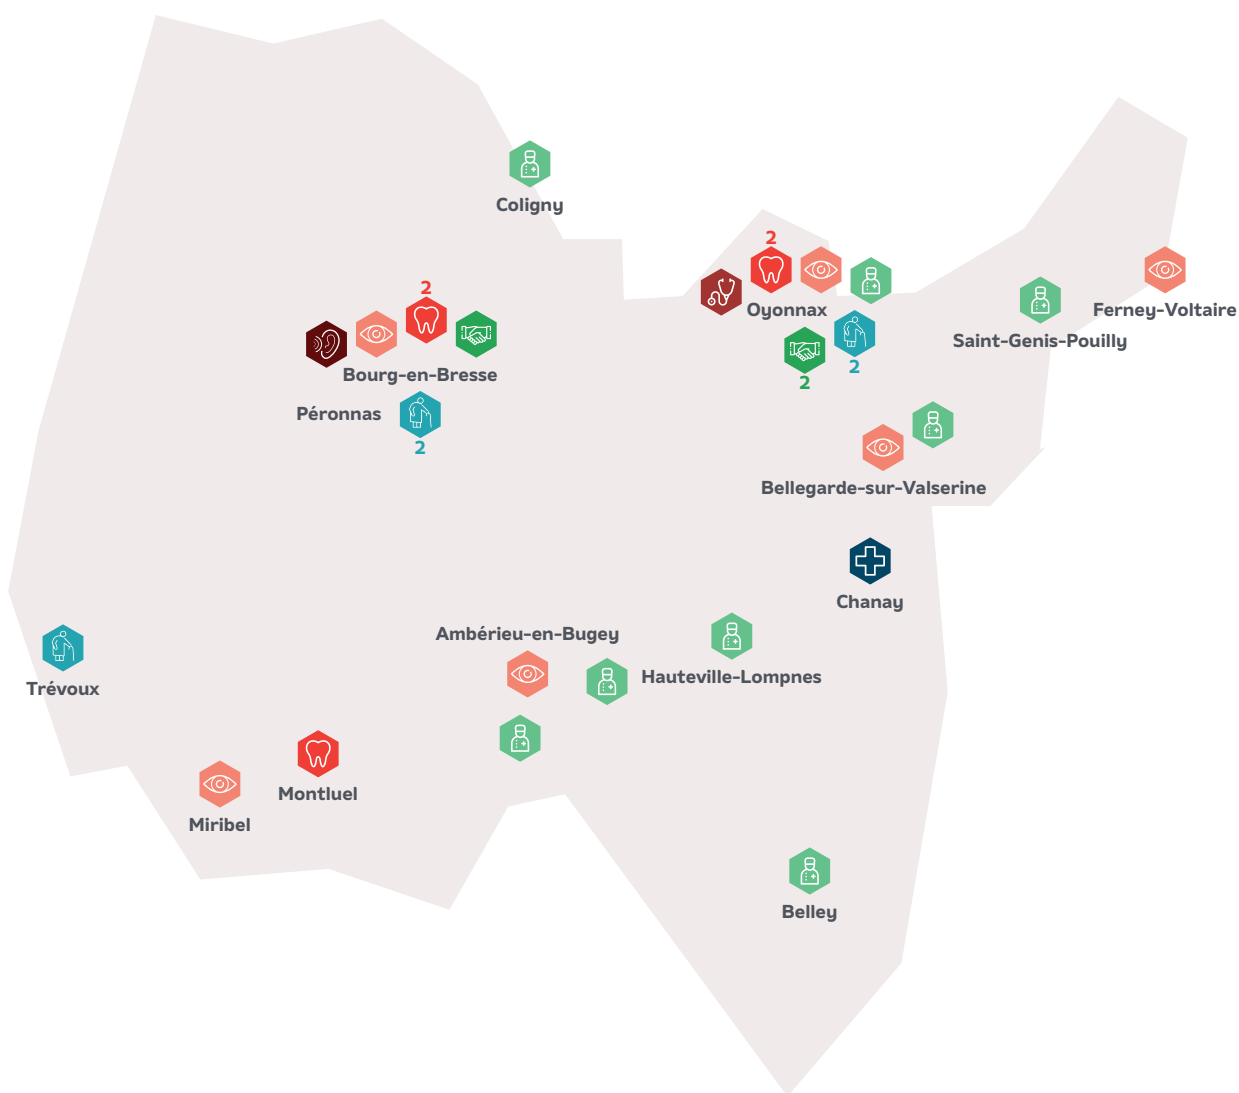 Coligny
2
2
Oyonnax
Ferney-Voltaire
Saint-Genis-Pouilly
Bourg-en-Bresse
2
2
Péronnas
2
Bellegarde-sur-Valserine
Chanay
Ambérieu-en-Bugey
Hauteville-Lompnes
Trévoux
Montluel
Miribel
Belley